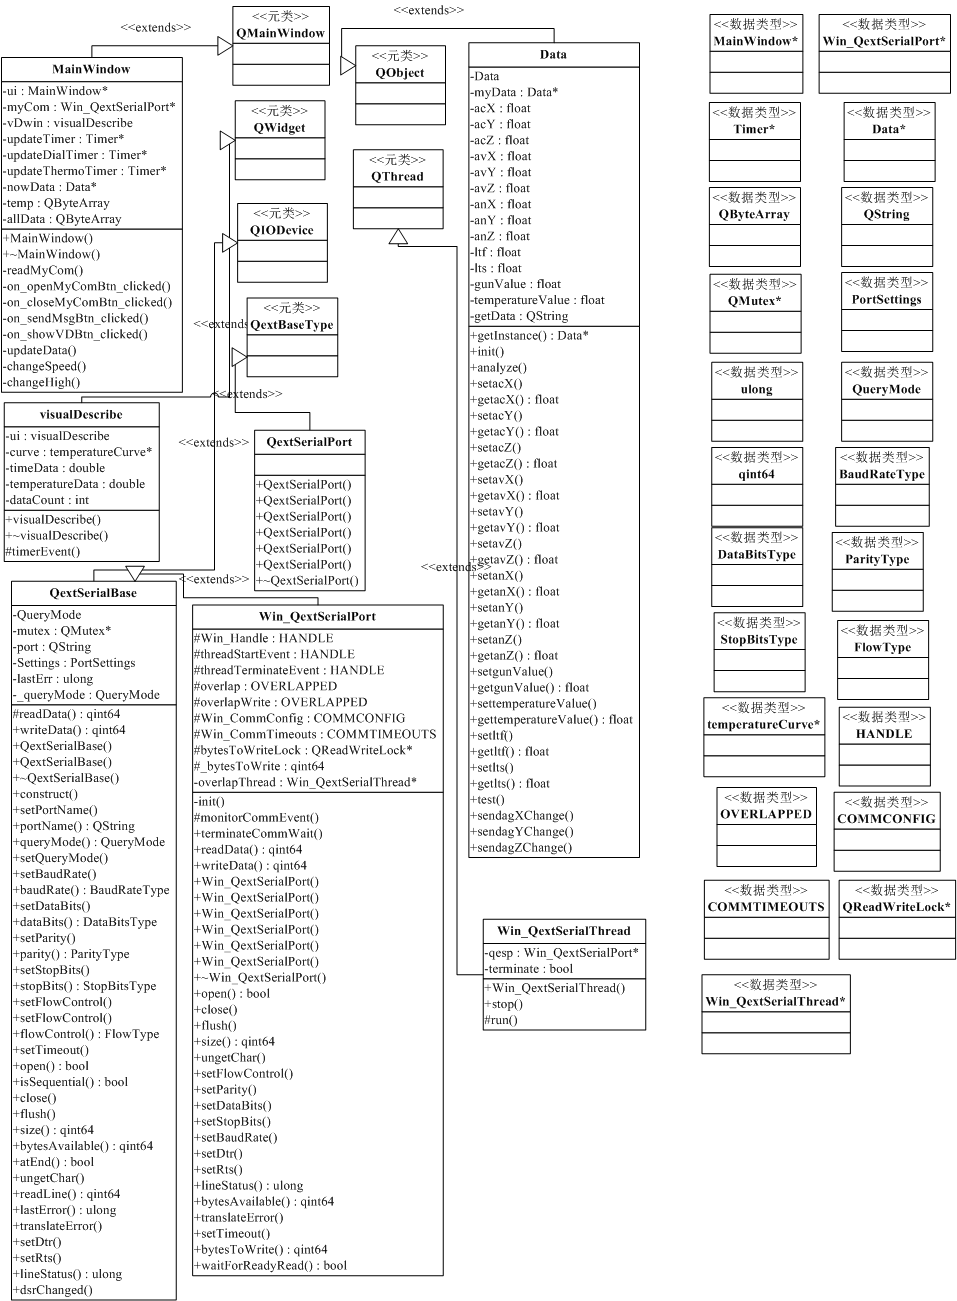 <<extends>>
<<元类>>
QMainWindow
<<extends>>
<<元类>>
QObject
MainWindow
-ui : MainWindow*
-myCom : Win_QextSerialPort*
-vDwin : visualDescribe
-updateTimer : Timer*
-updateDialTimer : Timer*
-updateThermoTimer : Timer*
-nowData : Data*
-temp : QByteArray
-allData : QByteArray
+MainWindow()
+~MainWindow()
-readMyCom()
-on_openMyComBtn_clicked()
-on_closeMyComBtn_clicked()
-on_sendMsgBtn_clicked()
-on_showVDBtn_clicked()
-updateData()
-changeSpeed()
-changeHigh()
<<元类>>
QWidget
<<元类>>
QThread
<<元类>>
QIODevice
<<元类>>
QextBaseType
<<extends
<<extends>>
<<extends>>
<<extends>>
visualDescribe
-ui : visualDescribe
-curve : temperatureCurve*
-timeData : double
-temperatureData : double
-dataCount : int
+visualDescribe()
+~visualDescribe()
#timerEvent()
QextSerialPort
+QextSerialPort()
+QextSerialPort()
+QextSerialPort()
+QextSerialPort()
+QextSerialPort()
+QextSerialPort()
+~QextSerialPort()
QextSerialBase
-QueryMode
-mutex : QMutex*
-port : QString
-Settings : PortSettings
-lastErr : ulong
-_queryMode : QueryMode
#readData() : qint64
-writeData() : qint64
+QextSerialBase()
+QextSerialBase()
+~QextSerialBase()
+construct()
+setPortName()
+portName() : QString
+queryMode() : QueryMode
+setQueryMode()
+setBaudRate()
+baudRate() : BaudRateType
+setDataBits()
+dataBits() : DataBitsType
+setParity()
+parity() : ParityType
+setStopBits()
+stopBits() : StopBitsType
+setFlowControl()
+setFlowControl()
+flowControl() : FlowType
+setTimeout()
+open() : bool
+isSequential() : bool
+close()
+flush()
+size() : qint64
+bytesAvailable() : qint64
+atEnd() : bool
+ungetChar()
+readLine() : qint64
+lastError() : ulong
+translateError()
+setDtr()
+setRts()
+lineStatus() : ulong
+dsrChanged()
Win_QextSerialPort
#Win_Handle : HANDLE
#threadStartEvent : HANDLE
#threadTerminateEvent : HANDLE
#overlap : OVERLAPPED
#overlapWrite : OVERLAPPED
#Win_CommConfig : COMMCONFIG
#Win_CommTimeouts : COMMTIMEOUTS
#bytesToWriteLock : QReadWriteLock*
#_bytesToWrite : qint64
-overlapThread : Win_QextSerialThread*
-init()
#monitorCommEvent()
+terminateCommWait()
+readData() : qint64
+writeData() : qint64
+Win_QextSerialPort()
+Win_QextSerialPort()
+Win_QextSerialPort()
+Win_QextSerialPort()
+Win_QextSerialPort()
+Win_QextSerialPort()
+~Win_QextSerialPort()
+open() : bool
+close()
+flush()
+size() : qint64
+ungetChar()
+setFlowControl()
+setParity()
+setDataBits()
+setStopBits()
+setBaudRate()
+setDtr()
+setRts()
+lineStatus() : ulong
+bytesAvailable() : qint64
+translateError()
+setTimeout()
+bytesToWrite() : qint64
+waitForReadyRead() : bool
Data
-Data
-myData : Data*
-acX : float
-acY : float
-acZ : float
-avX : float
-avY : float
-avZ : float
-anX : float
-anY : float
-anZ : float
-ltf : float
-lts : float
-gunValue : float
-temperatureValue : float
-getData : QString
+getInstance() : Data*
+init()
+analyze()
+setacX()
+getacX() : float
+setacY()
+getacY() : float
+setacZ()
+getacZ() : float
+setavX()
+getavX() : float
+setavY()
+getavY() : float
+setavZ()
+getavZ() : float
+setanX()
+getanX() : float
+setanY()
+getanY() : float
+setanZ()
+getanZ() : float
+setgunValue()
+getgunValue() : float
+settemperatureValue()
+gettemperatureValue() : float
+setltf()
+getltf() : float
+setlts()
+getlts() : float
+test()
+sendagXChange()
+sendagYChange()
+sendagZChange()
<<extends>>
Win_QextSerialThread
-qesp : Win_QextSerialPort*
-terminate : bool
+Win_QextSerialThread()
+stop()
#run()
<<数据类型>>
MainWindow*
<<数据类型>>
Win_QextSerialPort*
<<数据类型>>
Timer*
<<数据类型>>
Data*
<<数据类型>>
QByteArray
<<数据类型>>
QString
<<数据类型>>
QMutex*
<<数据类型>>
PortSettings
<<数据类型>>
ulong
<<数据类型>>
QueryMode
<<数据类型>>
qint64
<<数据类型>>
BaudRateType
<<数据类型>>
DataBitsType
<<数据类型>>
ParityType
<<数据类型>>
StopBitsType
<<数据类型>>
FlowType
<<数据类型>>
temperatureCurve*
<<数据类型>>
HANDLE
<<数据类型>>
OVERLAPPED
<<数据类型>>
COMMCONFIG
<<数据类型>>
COMMTIMEOUTS
<<数据类型>>
QReadWriteLock*
<<数据类型>>
Win_QextSerialThread*